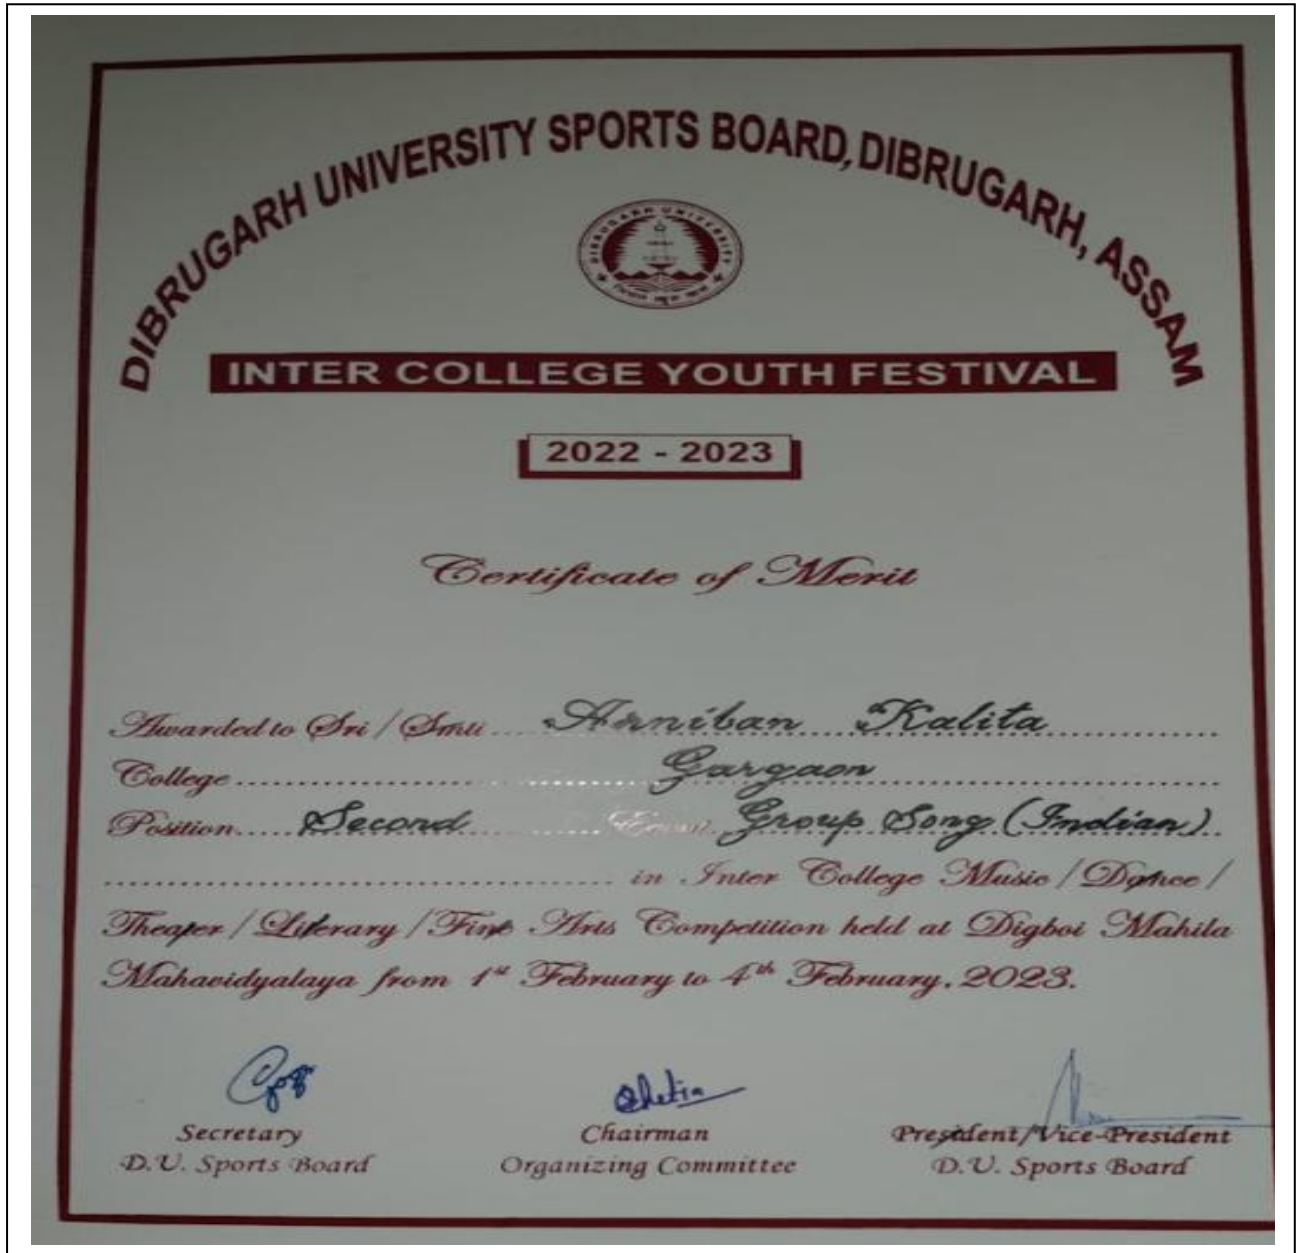 DIBRUGARH UNIVERSITY SPORTS BOARD, DIBRUGARH, ASSAM
DIBRUGARH UNIVERSITY
INTER COLLEGE YOUTH FESTIVAL
2022 - 2023
Certificate of Merit
Awarded to Sri / Smti Arniban Kalita
College Gargaon
Position Second Event Group Song (Indian)
in Inter College Music / Dance /
Theater / Literary / Fine Arts Competition held at Digboi Mahila
Mahavidyalaya from 1st February to 4th February, 2023.
Chetia
Secretary Chairman President/Vice-President
D.U. Sports Board Organizing Committee D.U. Sports Board